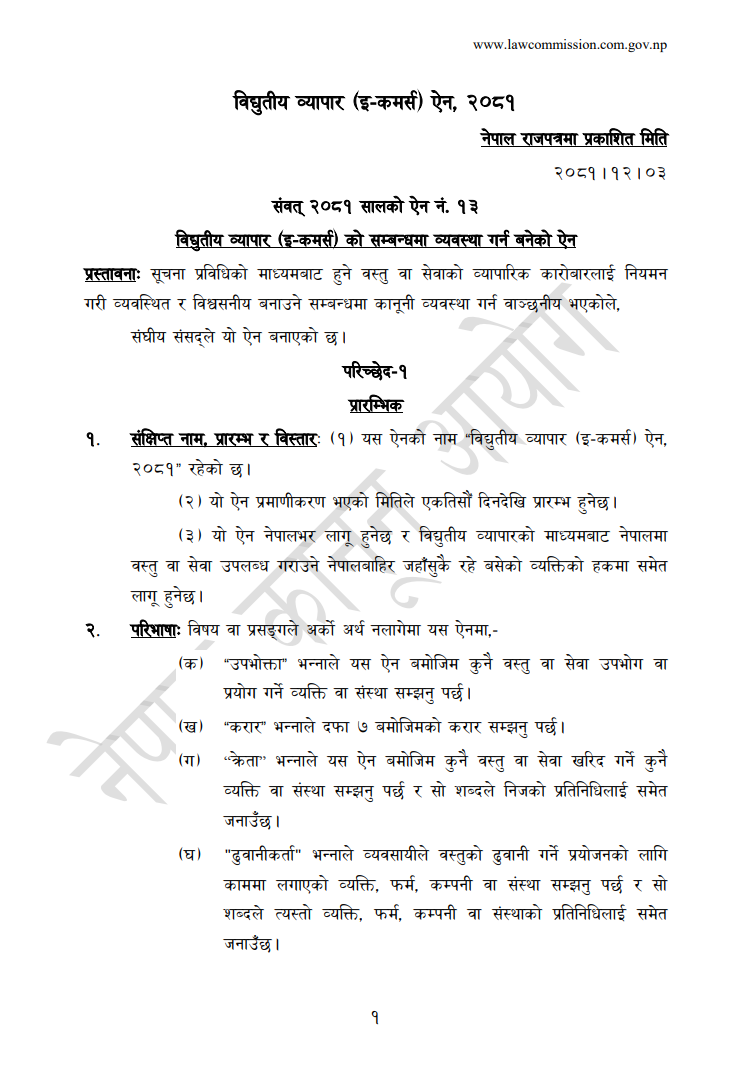 www.lawcommission.com.gov.np
विद्युतीय व्यापार (इ-कमर्स) ऐन, २०८१
नेपाल राजपत्रमा प्रकाशित मिति
२०८१।१२।०३
संवत् २०८१ सालको ऐन नं. १३
विद्युतीय व्यापार (इ-कमर्स) को सम्बन्धमा व्यवस्था गर्न बनेको ऐन
प्रस्तावनाः सूचना प्रविधिको माध्यमबाट हुने वस्तु वा सेवाको व्यापारिक कारोबारलाई नियमन
गरी व्यवस्थित र विश्वसनीय बनाउने सम्बन्धमा कानूनी व्यवस्था गर्न वाञ्छनीय भएकोले,
संघीय संसद्ले यो ऐन बनाएको छ।
परिच्छेद-१
प्रारम्भिक
१. संक्षिप्त नाम, प्रारम्भ र विस्तारः (१) यस ऐनको नाम “विद्युतीय व्यापार (इ-कमर्स) ऐन,
२०८१” रहेको छ।
(२) यो ऐन प्रमाणीकरण भएको मितिले एकतिसौं दिनदेखि प्रारम्भ हुनेछ।
(३) यो ऐन नेपालभर लागू हुनेछ र विद्युतीय व्यापारको माध्यमबाट नेपालमा
वस्तु वा सेवा उपलब्ध गराउने नेपालबाहिर जहाँसुकै रहे बसेको व्यक्तिको हकमा समेत
लागू हुनेछ।
२. परिभाषाः विषय वा प्रसङ्गले अर्को अर्थ नलागेमा यस ऐनमा,-
(क) “उपभोक्ता” भन्नाले यस ऐन बमोजिम कुनै वस्तु वा सेवा उपभोग वा
प्रयोग गर्ने व्यक्ति वा संस्था सम्झनु पर्छ।
(ख) “करार” भन्नाले दफा ७ बमोजिमको करार सम्झनु पर्छ।
(ग) “क्रेता” भन्नाले यस ऐन बमोजिम कुनै वस्तु वा सेवा खरिद गर्ने कुनै
व्यक्ति वा संस्था सम्झनु पर्छ र सो शब्दले निजको प्रतिनिधिलाई समेत
जनाउँछ।
(घ) "ढुवानीकर्ता" भन्नाले व्यवसायीले वस्तुको ढुवानी गर्ने प्रयोजनको लागि
काममा लगाएको व्यक्ति, फर्म, कम्पनी वा संस्था सम्झनु पर्छ र सो
शब्दले त्यस्तो व्यक्ति, फर्म, कम्पनी वा संस्थाको प्रतिनिधिलाई समेत
जनाउँछ।
नेपाल कानून आयोग
१